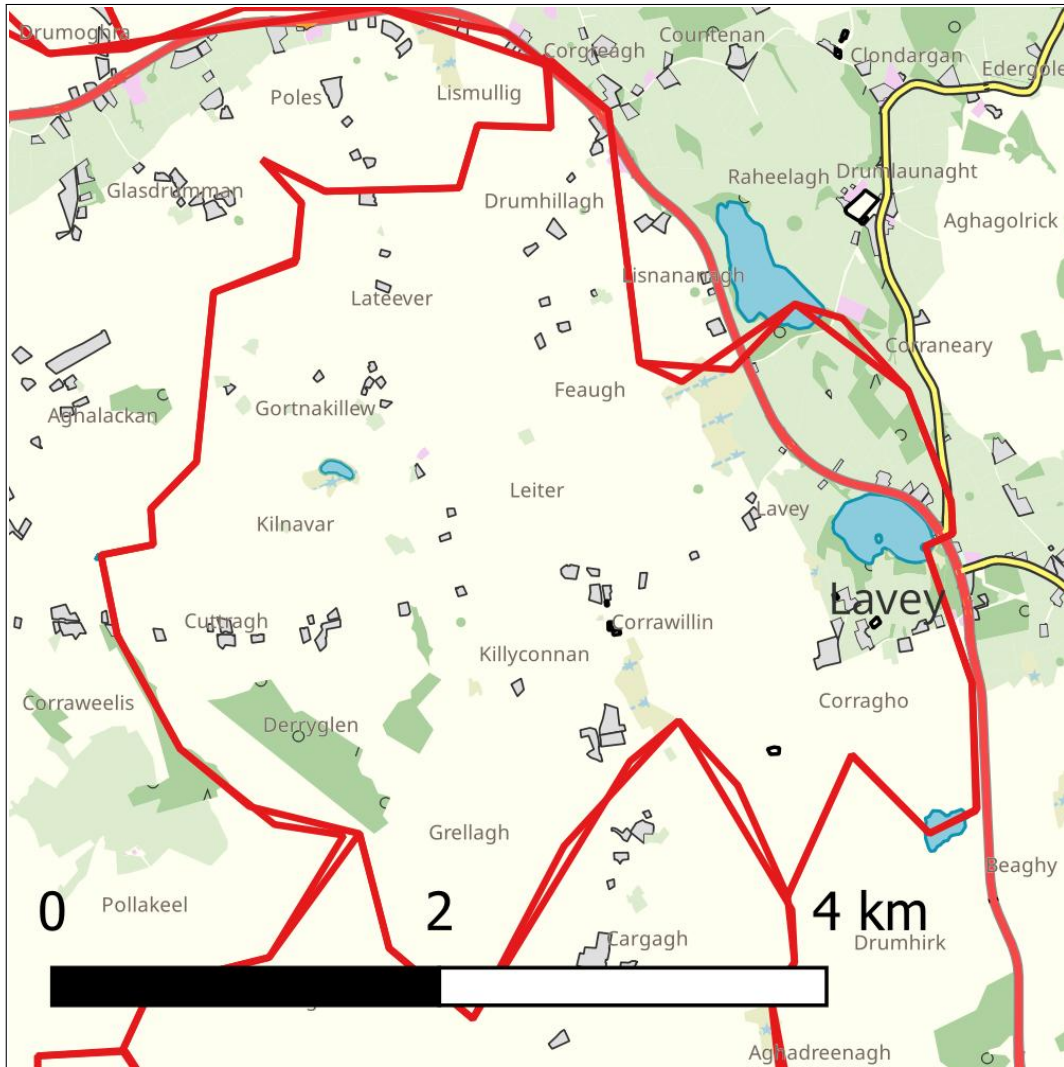 Drumoghra
Countenan
Corgreagh
Clondargan
Edergole
Poles
Lismullig
Glasdrumman
Raheelagh
Drumlaunaght
Drumhillagh
Aghagolrick
Lisnananagh
Lateever
Corraneary
Feaugh
Aghalackan
Gortnakillew
Leiter
Lavey
Kilnavar
Lavey
Cuttragh
Corrawillin
Killyconnan
Corraweelis
Corragho
Derryglen
Grellagh
Beaghy
Pollakeel
0 2 4 km
Cargagh
Drumhirk
Aghadreenagh